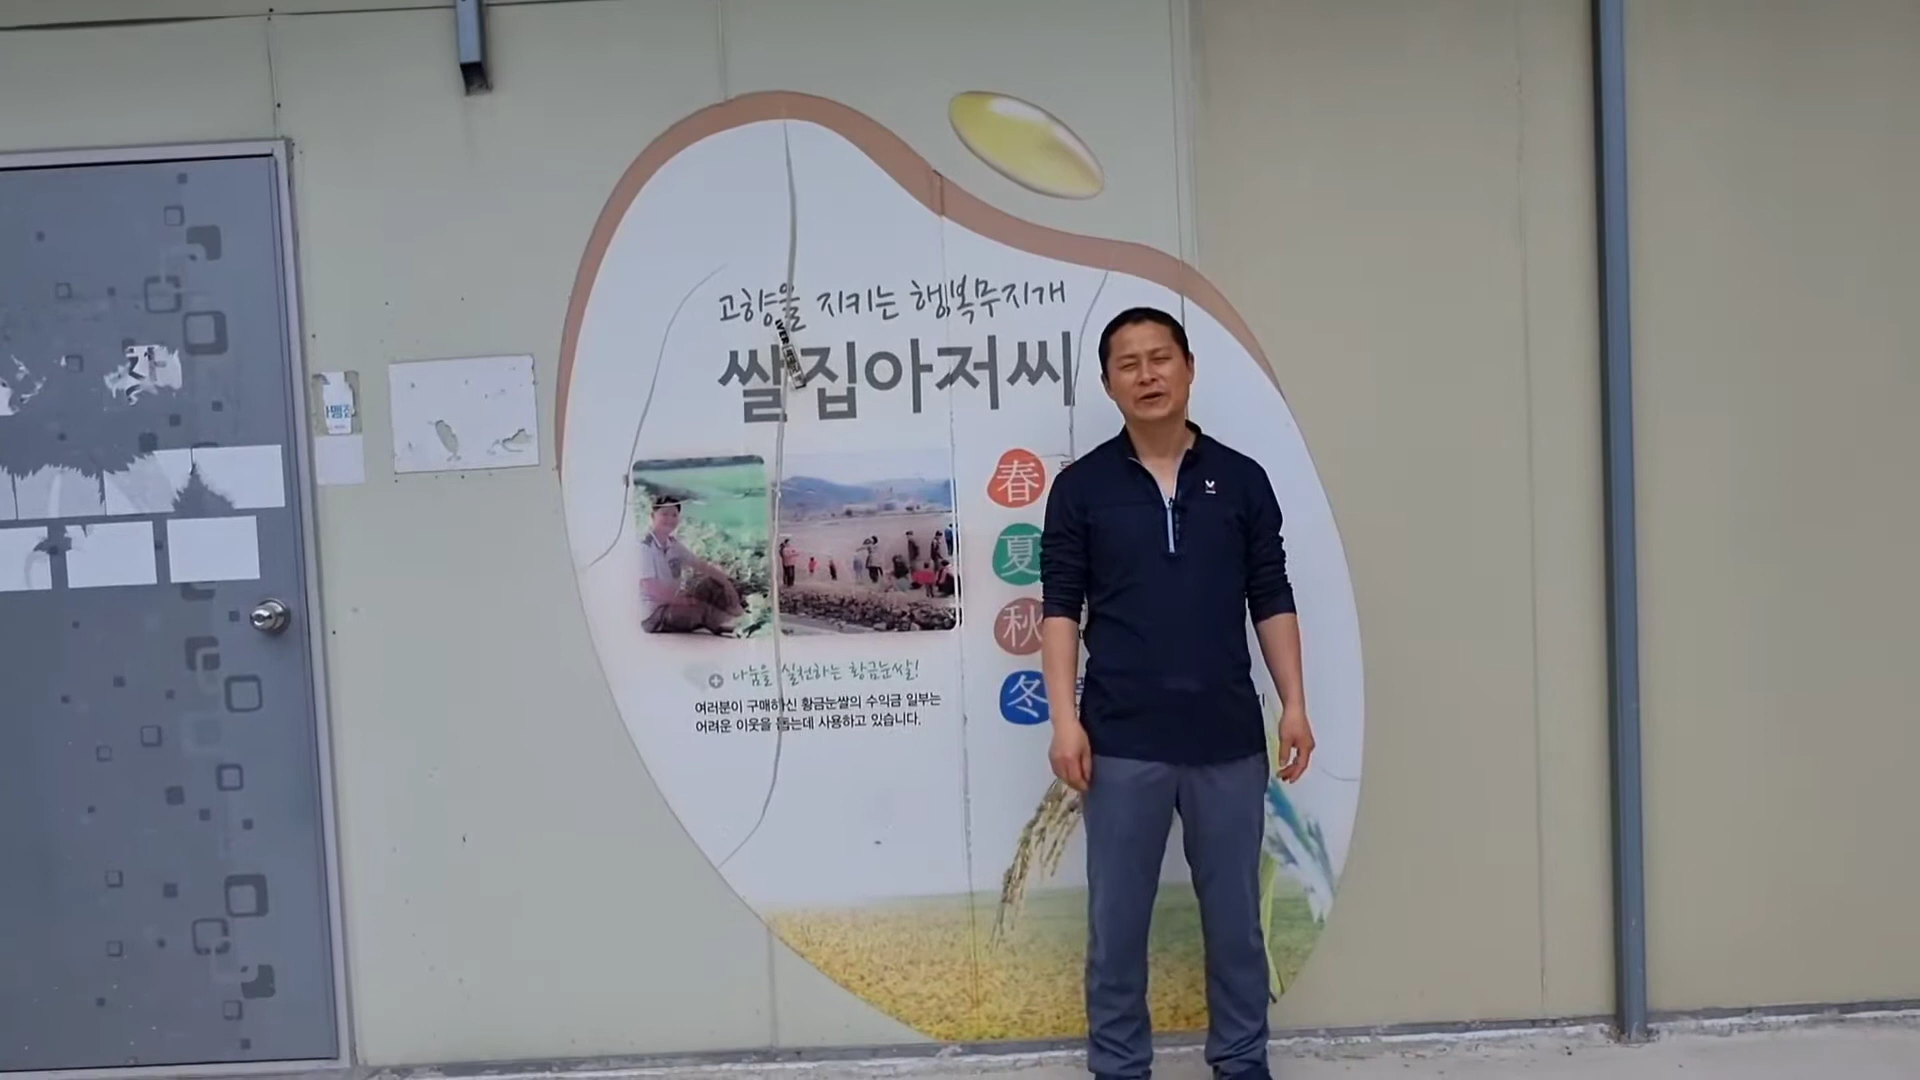 고향을 지키는 행복무지개
쌀집아저씨
春
夏
秋
冬
나눔을 실천하는 황금눈쌀!
여러분이 구매하신 황금눈쌀의 수익금 일부는
어려운 이웃을 돕는데 사용하고 있습니다.